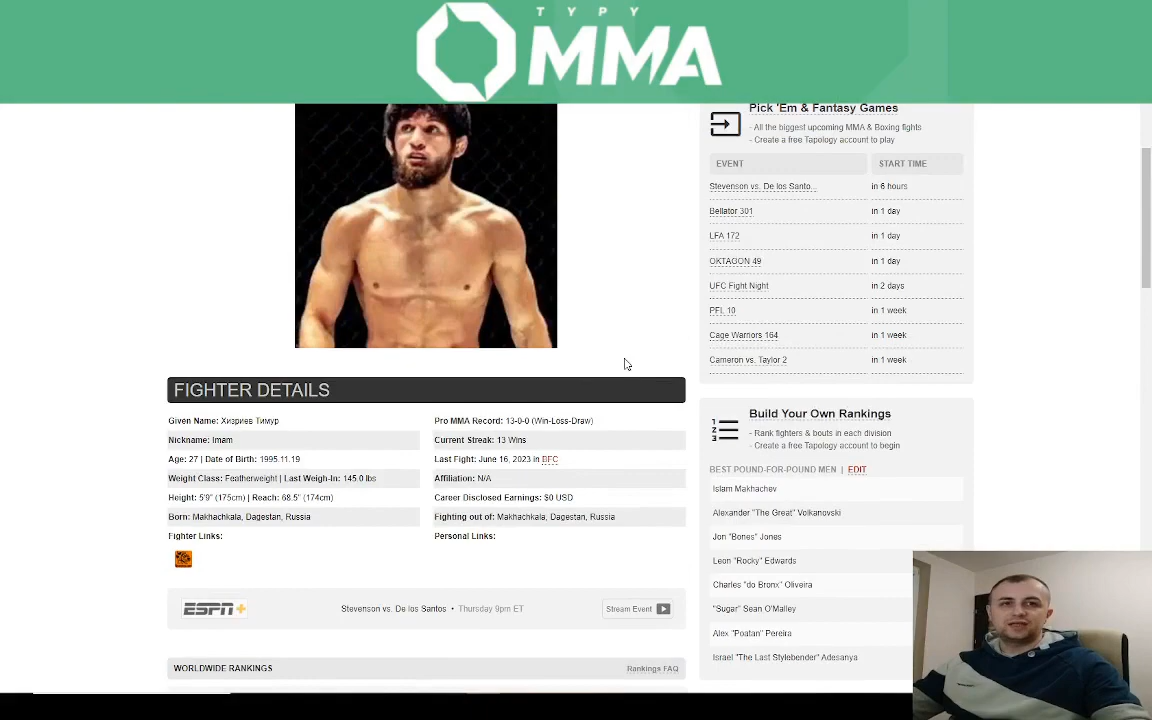 TYPY
MMA
Pick 'Em & Fantasy Games
- All the biggest upcoming MMA & Boxing fights
- Create a free Tapology account to play
EVENT START TIME
Stevenson vs. De los Santo... in 6 hours
Bellator 301 in 1 day
LFA 172 in 1 day
OKTAGON 49 in 1 day
UFC Fight Night in 2 days
PFL 10 in 1 week
Cage Warriors 164 in 1 week
Cameron vs. Taylor 2 in 1 week
FIGHTER DETAILS
Given Name: Хизриев Тимур Pro MMA Record: 13-0-0 (Win-Loss-Draw)
Nickname: Imam Current Streak: 13 Wins
Age: 27 | Date of Birth: 1995.11.19 Last Fight: June 16, 2023 in BFC
Weight Class: Featherweight | Last Weigh-In: 145.0 lbs Affiliation: N/A
Height: 5'9" (175cm) | Reach: 68.5" (174cm) Career Disclosed Earnings: $0 USD
Born: Makhachkala, Dagestan, Russia Fighting out of: Makhachkala, Dagestan, Russia
Fighter Links: Personal Links:
ESPN+ Stevenson vs. De los Santos • Thursday 9pm ET Stream Event
WORLDWIDE RANKINGS Rankings FAQ
1
2
3
Build Your Own Rankings
- Rank fighters & bouts in each division
- Create a free Tapology account to begin
BEST POUND-FOR-POUND MEN | EDIT
Islam Makhachev
Alexander "The Great" Volkanovski
Jon "Bones" Jones
Leon "Rocky" Edwards
Charles "do Bronx" Oliveira
"Sugar" Sean O'Malley
Alex "Poatan" Pereira
Israel "The Last Stylebender" Adesanya